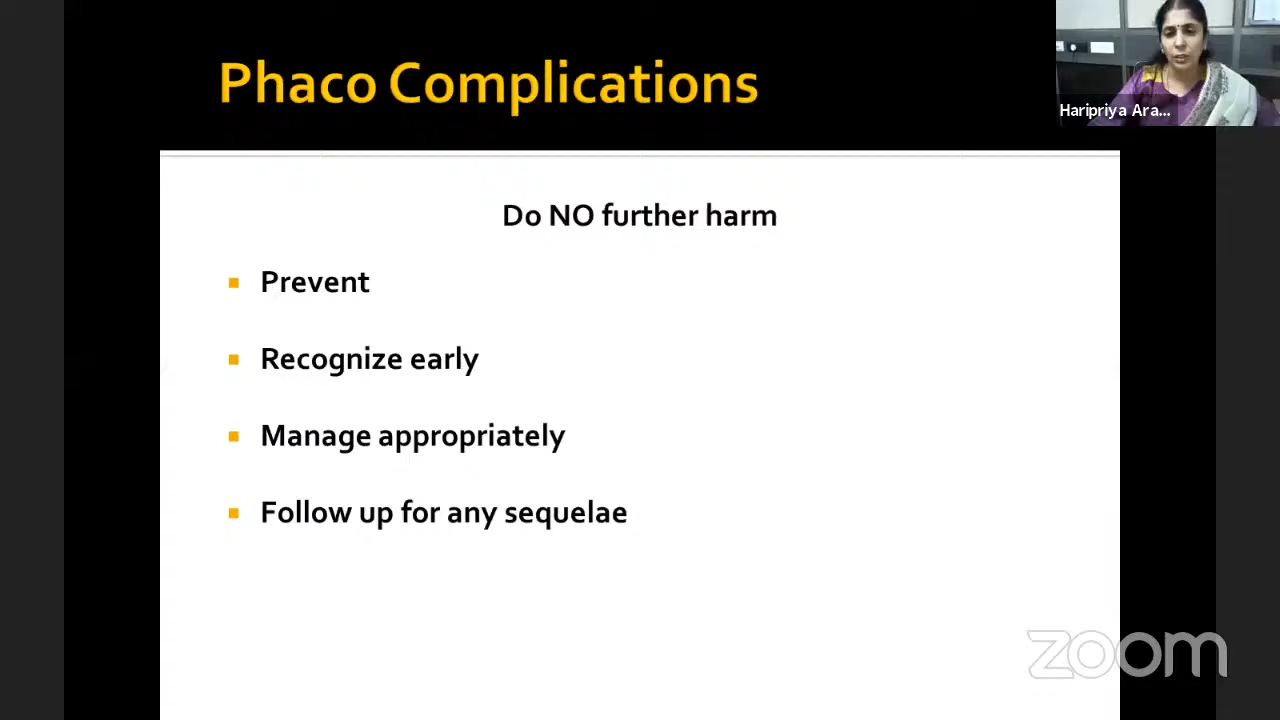 Phaco Complications
Haripriya Ara...
Do NO further harm
Prevent
Recognize early
Manage appropriately
Follow up for any sequelae
zoom